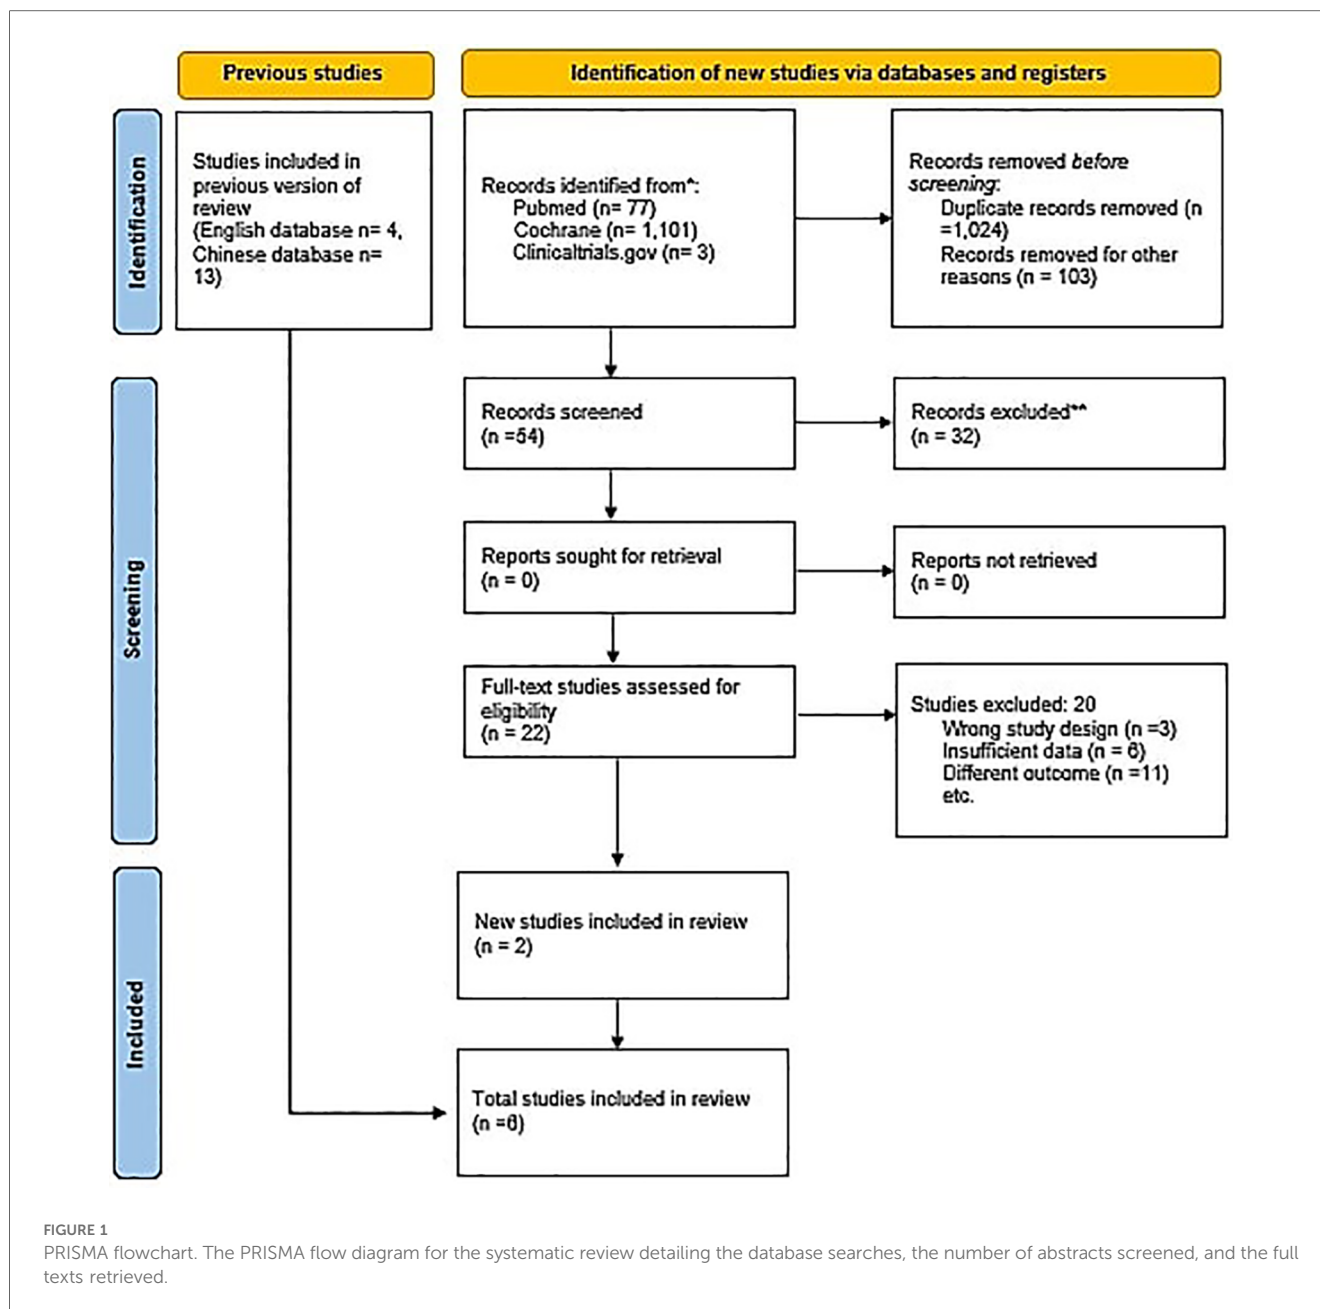 Previous studies
Identification of new studies via databases and registers
Identification
Studies included in
previous version of
review
(English database n= 4,
Chinese database n=
13)
Records identified from*:
Pubmed (n= 77)
Cochrane (n= 1,101)
Clinicaltrials.gov (n= 3)
Records removed before
screening:
Duplicate records removed (n
=1,024)
Records removed for other
reasons (n = 103)
Screening
Records screened
(n =54)
Records excluded**
(n = 32)
Reports sought for retrieval
(n = 0)
Reports not retrieved
(n = 0)
Full-text studies assessed for
eligibility
(n = 22)
Studies excluded: 20
Wrong study design (n =3)
Insufficient data (n = 6)
Different outcome (n =11)
etc.
Included
New studies included in review
(n = 2)
Total studies included in review
(n =6)
FIGURE 1
PRISMA flowchart. The PRISMA flow diagram for the systematic review detailing the database searches, the number of abstracts screened, and the full
texts retrieved.